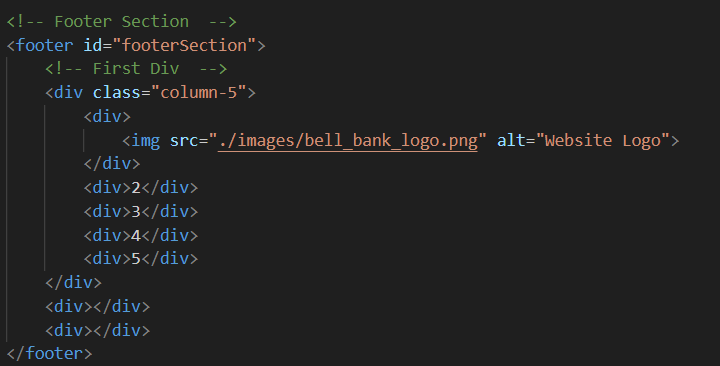 <!-- Footer Section  -->
<footer id="footerSection">
    <!-- First Div  -->
    <div class="column-5">
        <div>
            <img src="./images/bell_bank_logo.png" alt="Website Logo">
        </div>
        <div>2</div>
        <div>3</div>
        <div>4</div>
        <div>5</div>
    </div>
    <div></div>
    <div></div>
</footer>